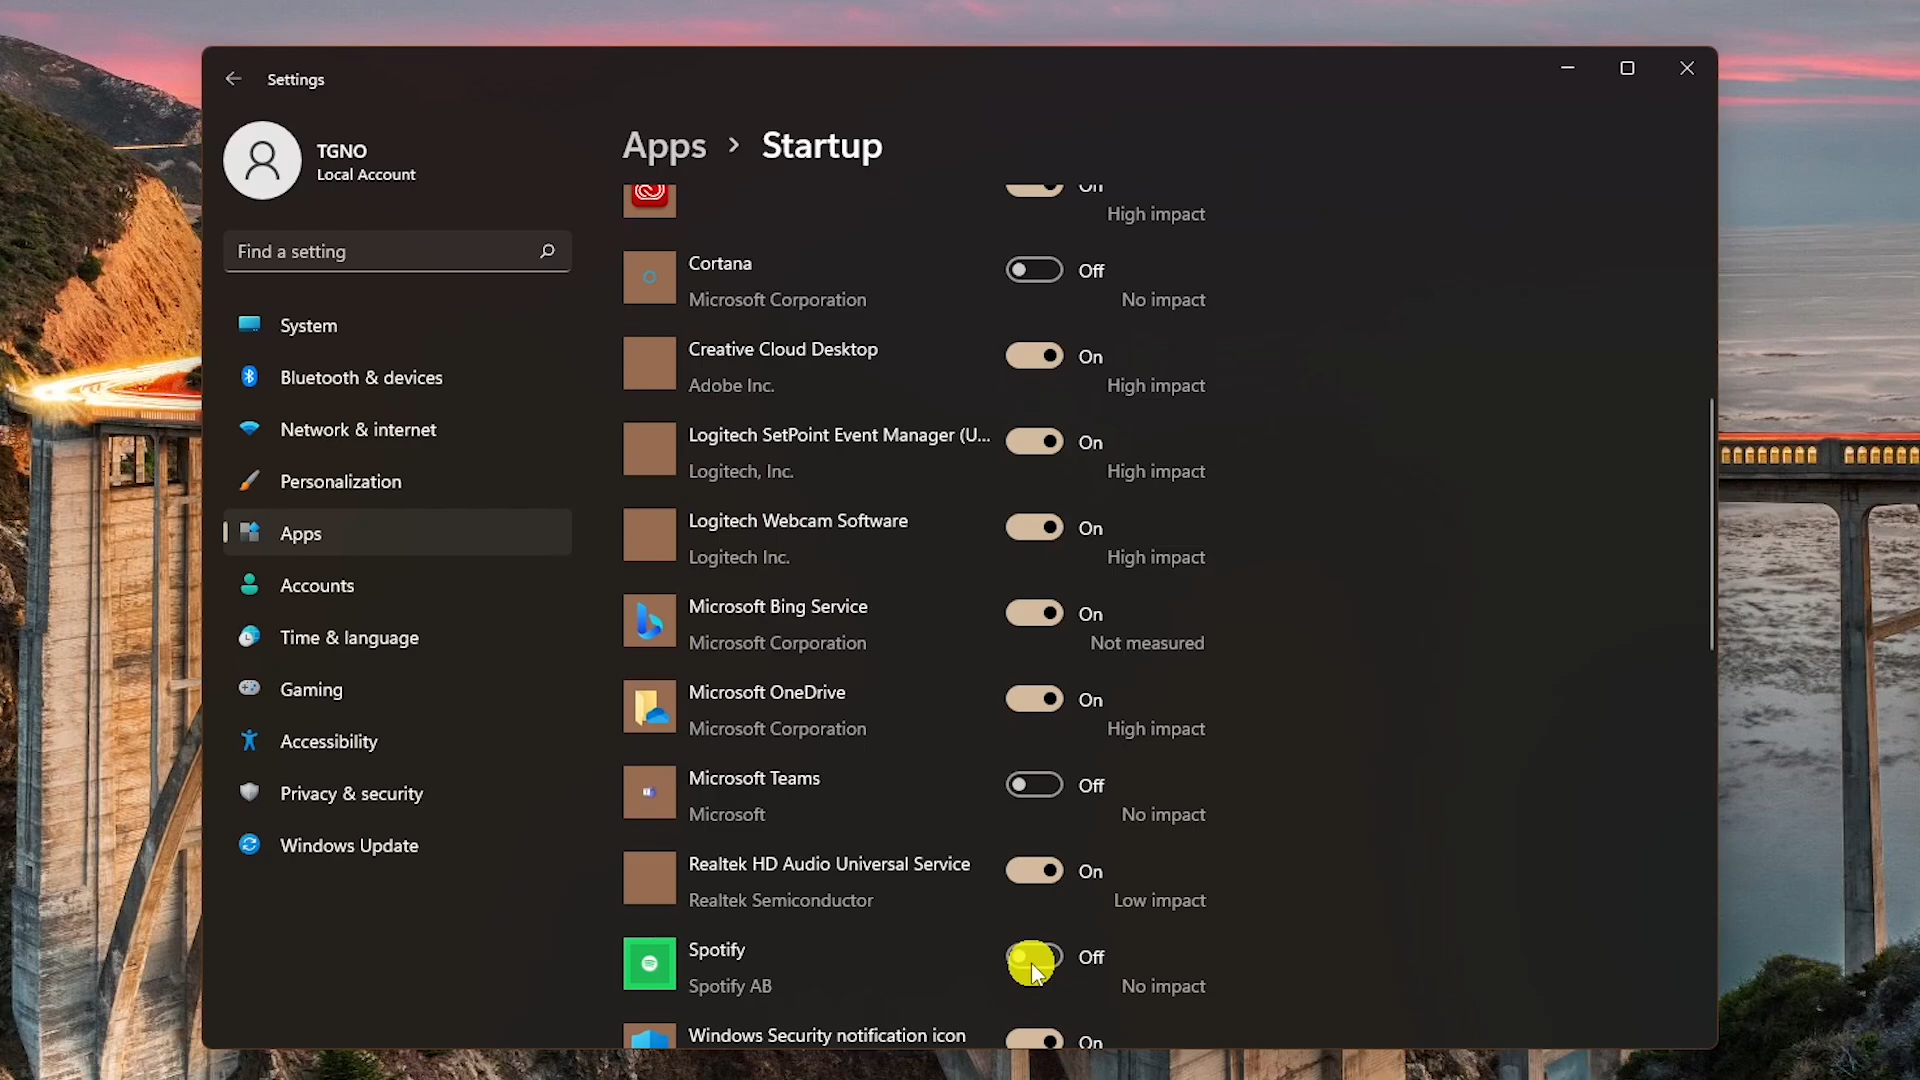 Settings
TGNO
Local Account
Find a setting
System
Bluetooth & devices
Network & internet
Personalization
Apps
Accounts
Time & language
Gaming
Accessibility
Privacy & security
Windows Update
Apps > Startup
On
High impact
Cortana
Off
Microsoft Corporation
No impact
Creative Cloud Desktop
On
Adobe Inc.
High impact
Logitech SetPoint Event Manager (U...
On
Logitech, Inc.
High impact
Logitech Webcam Software
On
Logitech Inc.
High impact
Microsoft Bing Service
On
Microsoft Corporation
Not measured
Microsoft OneDrive
On
Microsoft Corporation
High impact
Microsoft Teams
Off
Microsoft
No impact
Realtek HD Audio Universal Service
On
Realtek Semiconductor
Low impact
Spotify
Off
Spotify AB
No impact
Windows Security notification icon
On